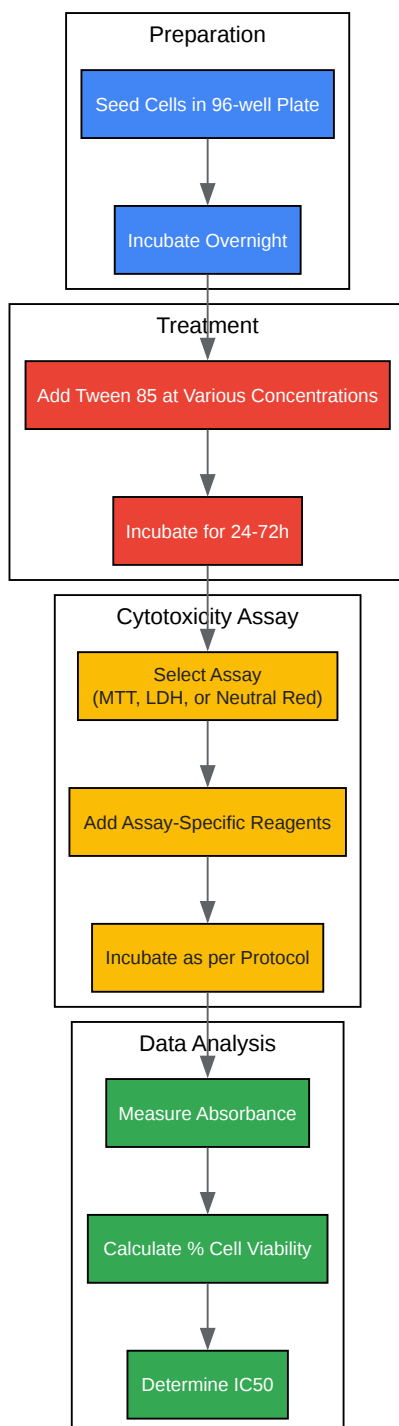 Preparation
Seed Cells in 96-well Plate
Incubate Overnight
Treatment
Add Tween 85 at Various Concentrations
Incubate for 24-72h
Cytotoxicity Assay
Select Assay
(MTT, LDH, or Neutral Red)
Add Assay-Specific Reagents
Incubate as per Protocol
Data Analysis
Measure Absorbance
Calculate % Cell Viability
Determine IC50